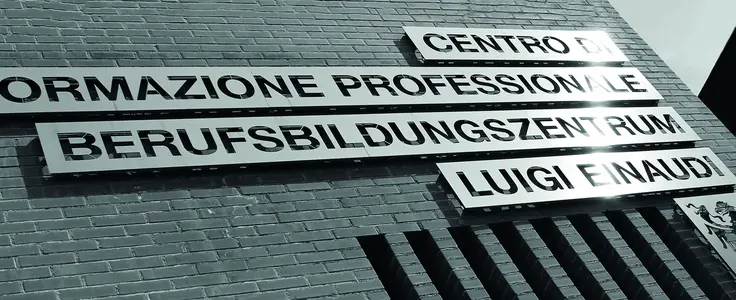 CENTRO DI
ORMAZIONE PROFESSIONALE
BERUFSBILDUNGSZENTRUM
LUIGI EINAUDI